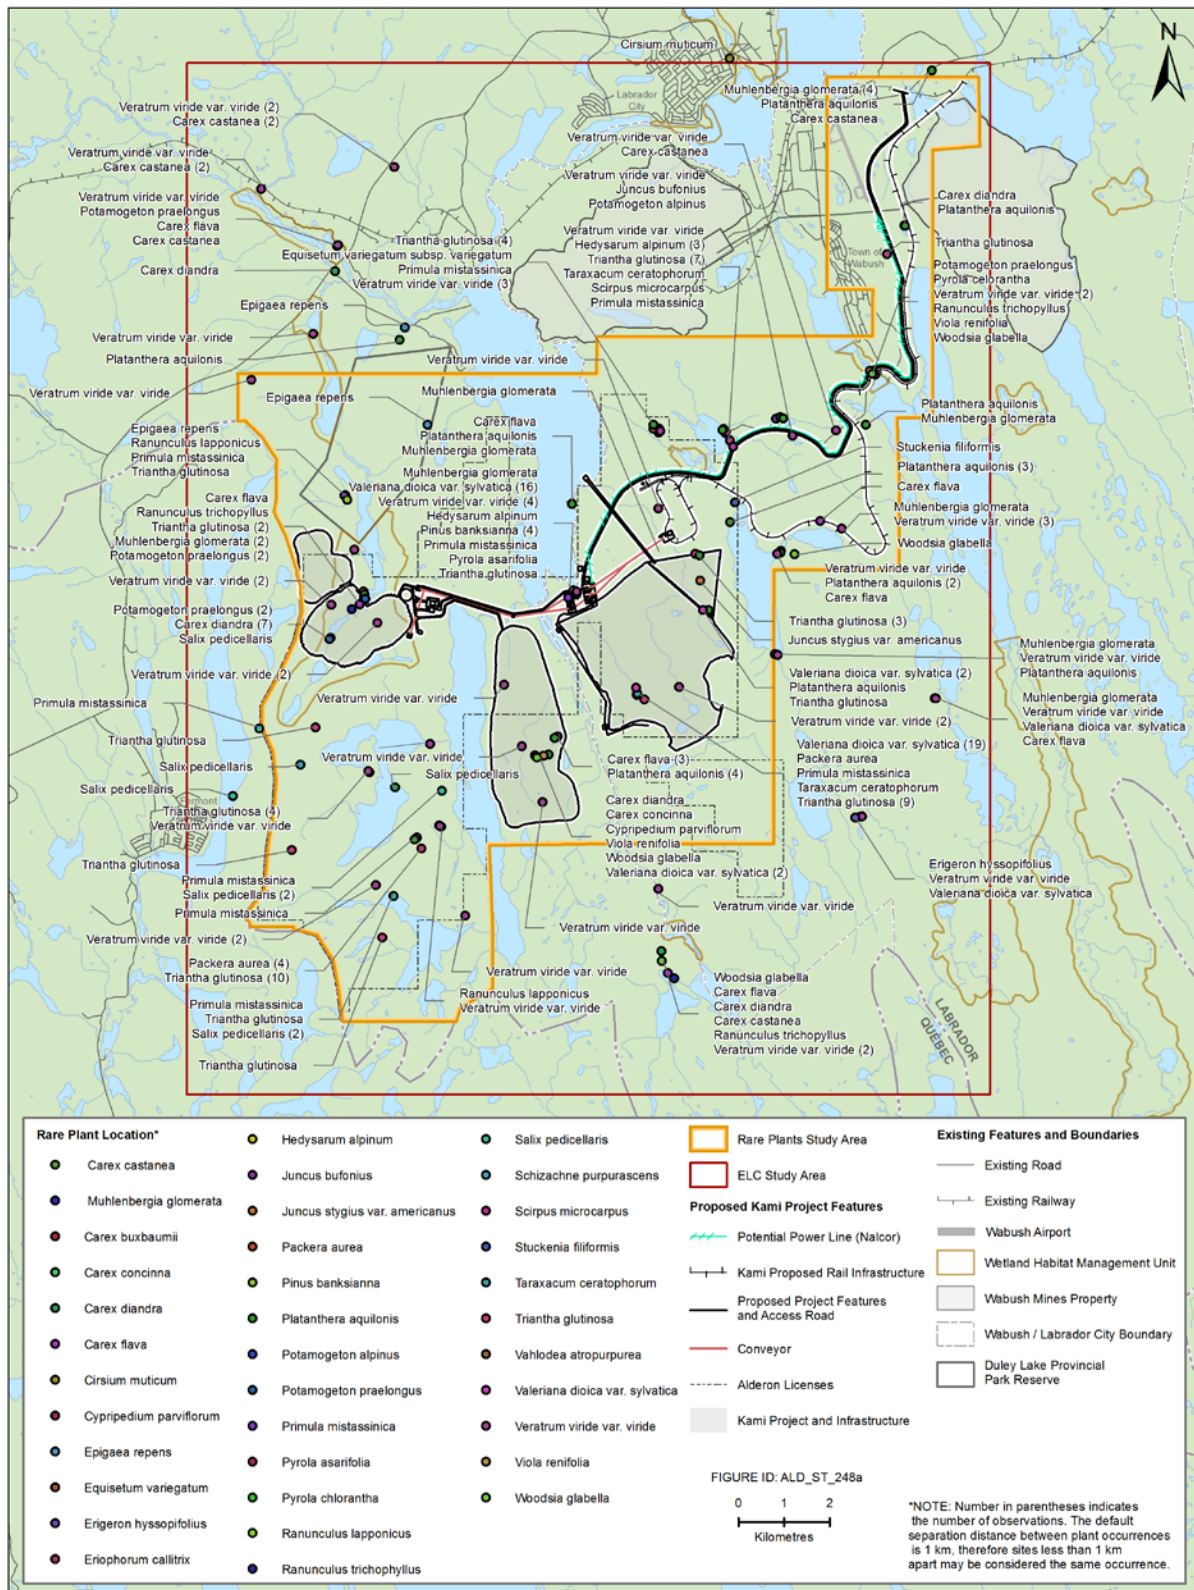 N
Cirsium muticum
Labrador
City
Muhlenbergia glomerata (4)
Platanthera aquilonis
Carex castanea
Veratrum viride var. viride (2)
Carex castanea (2)
Veratrum viride var. viride
Carex castanea
Veratrum viride var. viride
Carex castanea (2)
Veratrum viride var. viride
Juncus bufonius
Potamogeton alpinus
Veratrum viride var. viride
Potamogeton praelongus
Carex flava
Carex castanea
Carex diandra
Platanthera aquilonis
Veratrum viride var. viride
Hedysarum alpinum (3)
Triantha glutinosa (7)
Taraxacum ceratophorum
Scirpus microcarpus
Primula mistassinica
Triantha glutinosa (4)
Equisetum variegatum subsp. variegatum
Primula mistassinica
Veratrum viride var. viride (3)
Triantha glutinosa
Town of
Wabush
Carex diandra
Potamogeton praelongus
Pyrola celorantha
Veratrum viride var. viride (2)
Ranunculus trichopyllus
Viola renifolia
Woodsia glabella
Epigaea repens
Veratrum viride var. viride
Platanthera aquilonis
Veratrum viride var. viride
Veratrum viride var. viride
Epigaea repens
Muhlenbergia glomerata
Platanthera aquilonis
Muhlenbergia glomerata
Epigaea repens
Ranunculus lapponicus
Primula mistassinica
Triantha glutinosa
Carex flava
Platanthera aquilonis
Muhlenbergia glomerata
Stuckenia filiformis
Platanthera aquilonis (3)
Carex flava
Muhlenbergia glomerata
Valeriana dioica var. sylvatica (16)
Veratrum viride var. viride (4)
Hedysarum alpinum
Pinus banksiana (4)
Primula mistassinica
Pyrola asarifolia
Triantha glutinosa
Carex flava
Ranunculus trichopyllus
Triantha glutinosa (2)
Muhlenbergia glomerata (2)
Potamogeton praelongus (2)
Muhlenbergia glomerata
Veratrum viride var. viride (3)
Woodsia glabella
Veratrum viride var. viride
Platanthera aquilonis (2)
Carex flava
Veratrum viride var. viride (2)
Potamogeton praelongus (2)
Carex diandra (7)
Salix pedicellaris
Triantha glutinosa (3)
Juncus stygius var. americanus
Muhlenbergia glomerata
Veratrum viride var. viride
Platanthera aquilonis
Veratrum viride var. viride (2)
Valeriana dioica var. sylvatica (2)
Platanthera aquilonis
Triantha glutinosa
Veratrum viride var. viride
Primula mistassinica
Muhlenbergia glomerata
Veratrum viride var. viride
Valeriana dioica var. sylvatica
Carex flava
Veratrum viride var. viride (2)
Triantha glutinosa
Valeriana dioica var. sylvatica (19)
Packera aurea
Primula mistassinica
Taraxacum ceratophorum
Triantha glutinosa (9)
Veratrum viride var. viride
Salix pedicellaris
Salix pedicellaris
Carex flava (3)
Platanthera aquilonis (4)
Salix pedicellaris
Fermont
Triantha glutinosa (4)
Veratrum viride var. viride
Carex diandra
Carex concinna
Cypripedium parviflorum
Viola renifolia
Woodsia glabella
Valeriana dioica var. sylvatica (2)
Triantha glutinosa
Primula mistassinica
Salix pedicellaris (2)
Primula mistassinica
Erigeron hyssopifolius
Veratrum viride var. viride
Valeriana dioica var. sylvatica
Veratrum viride var. viride
Veratrum viride var. viride
Veratrum viride var. viride (2)
Packera aurea (4)
Triantha glutinosa (10)
Veratrum viride var. viride
Ranunculus lapponicus
Veratrum viride var. viride
Primula mistassinica
Triantha glutinosa
Salix pedicellaris (2)
Woodsia glabella
Carex flava
Carex diandra
Carex castanea
Ranunculus trichopyllus
Veratrum viride var. viride (2)
Triantha glutinosa
LABRADOR
QUEBEC
Rare Plant Location*
Carex castanea
Muhlenbergia glomerata
Carex buxbaumii
Carex concinna
Carex diandra
Carex flava
Cirsium muticum
Cypripedium parviflorum
Epigaea repens
Equisetum variegatum
Erigeron hyssopifolius
Eriophorum callitrix
Hedysarum alpinum
Juncus bufonius
Juncus stygius var. americanus
Packera aurea
Pinus banksianna
Platanthera aquilonis
Potamogeton alpinus
Potamogeton praelongus
Primula mistassinica
Pyrola asarifolia
Pyrola chlorantha
Ranunculus lapponicus
Ranunculus trichophyllus
Salix pedicellaris
Schizachne purpurascens
Scirpus microcarpus
Stuckenia filiformis
Taraxacum ceratophorum
Triantha glutinosa
Vahlodea atropurpurea
Valeriana dioica var. sylvatica
Veratrum viride var. viride
Viola renifolia
Woodsia glabella
Rare Plants Study Area
ELC Study Area
Proposed Kami Project Features
Potential Power Line (Nalcor)
Kami Proposed Rail Infrastructure
Proposed Project Features
and Access Road
Conveyor
Alderon Licenses
Kami Project and Infrastructure
Existing Features and Boundaries
Existing Road
Existing Railway
Wabush Airport
Wetland Habitat Management Unit
Wabush Mines Property
Wabush / Labrador City Boundary
Duley Lake Provincial
Park Reserve
FIGURE ID: ALD_ST_248a
0 1 2
Kilometres
*NOTE: Number in parentheses indicates
the number of observations. The default
separation distance between plant occurrences
is 1 km, therefore sites less than 1 km
apart may be considered the same occurrence.